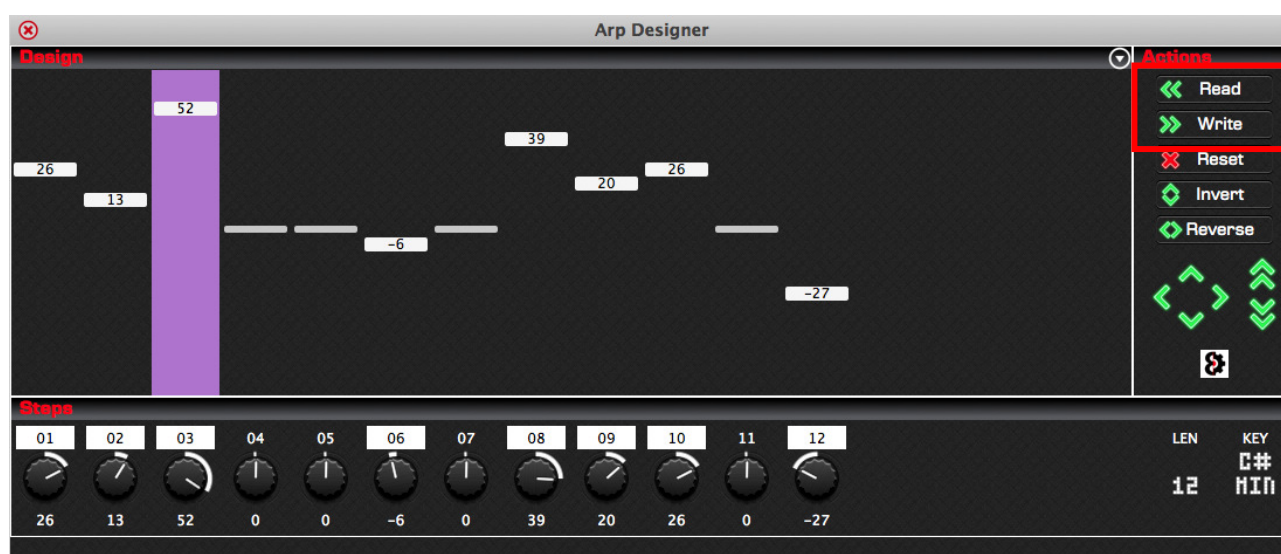 Arp Designer
Design
Actions
Read
Write
Reset
Invert
Reverse
52
39
26
20
26
13
-6
-27
Steps
01 02 03 04 05 06 07 08 09 10 11 12
LEN KEY
C#
12 MIN
26 13 52 0 0 -6 0 39 20 26 0 -27